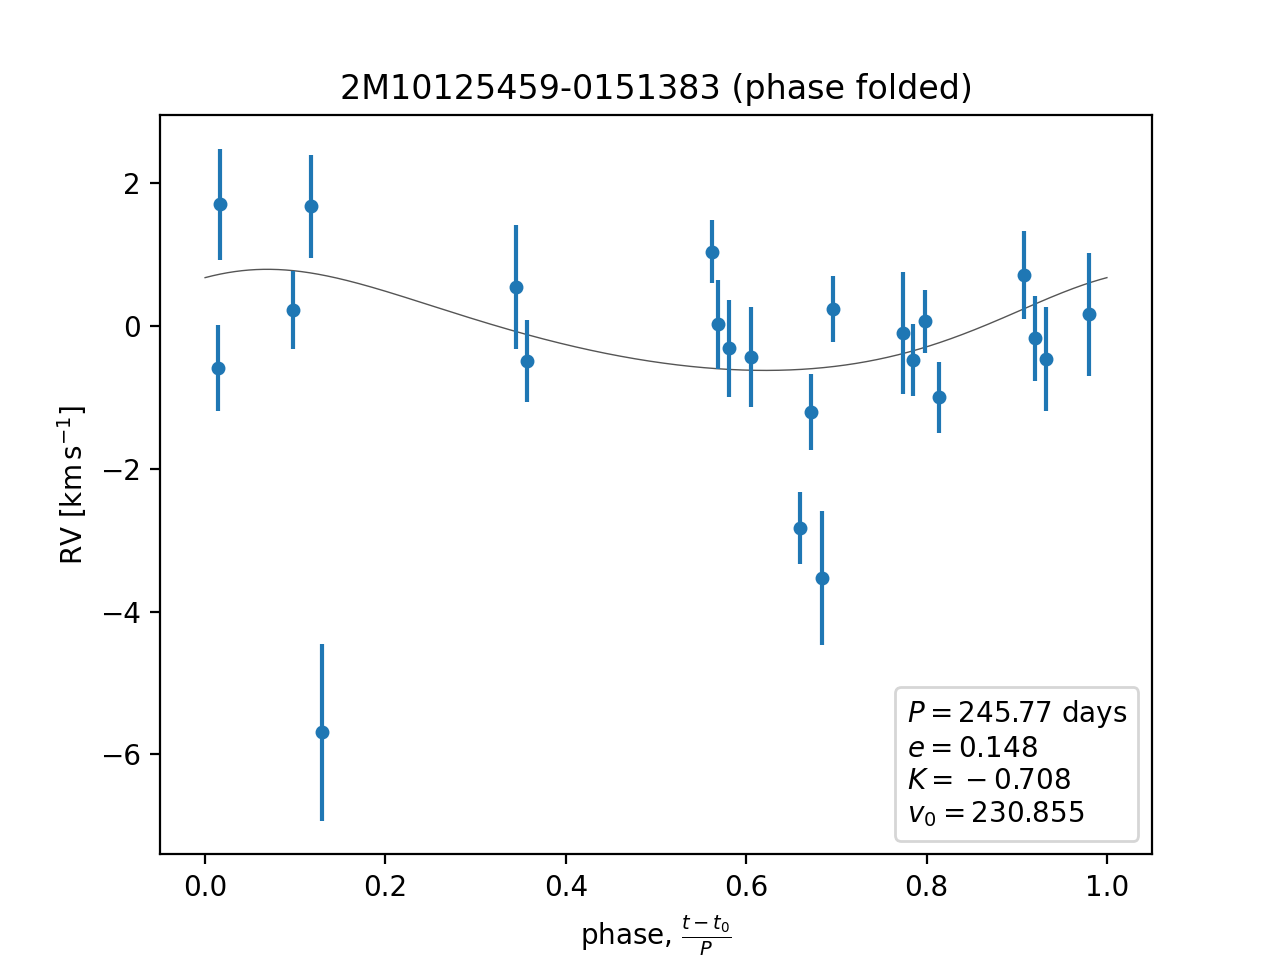 2M10125459-0151383 (phase folded)
RV [km s⁻¹]
2
0
−2
−4
−6
P = 245.77 days
e = 0.148
K = −0.708
v₀ = 230.855
0.0 0.2 0.4 0.6 0.8 1.0
phase, (t − t₀)/P